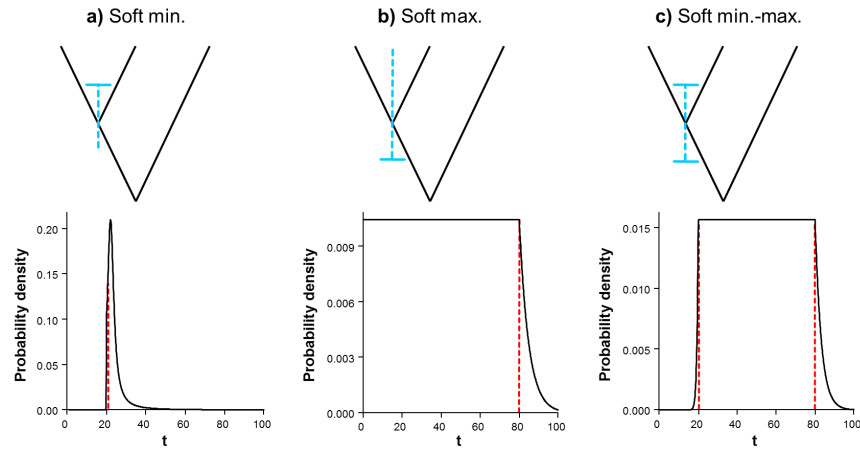 a) Soft min.
b) Soft max.
c) Soft min.-max.
Probability density
0.20
0.15
0.10
0.05
0.00
0 20 40 60 80 100
t
Probability density
0.009
0.006
0.003
0.000
0 20 40 60 80 100
t
Probability density
0.015
0.010
0.005
0.000
0 20 40 60 80 100
t